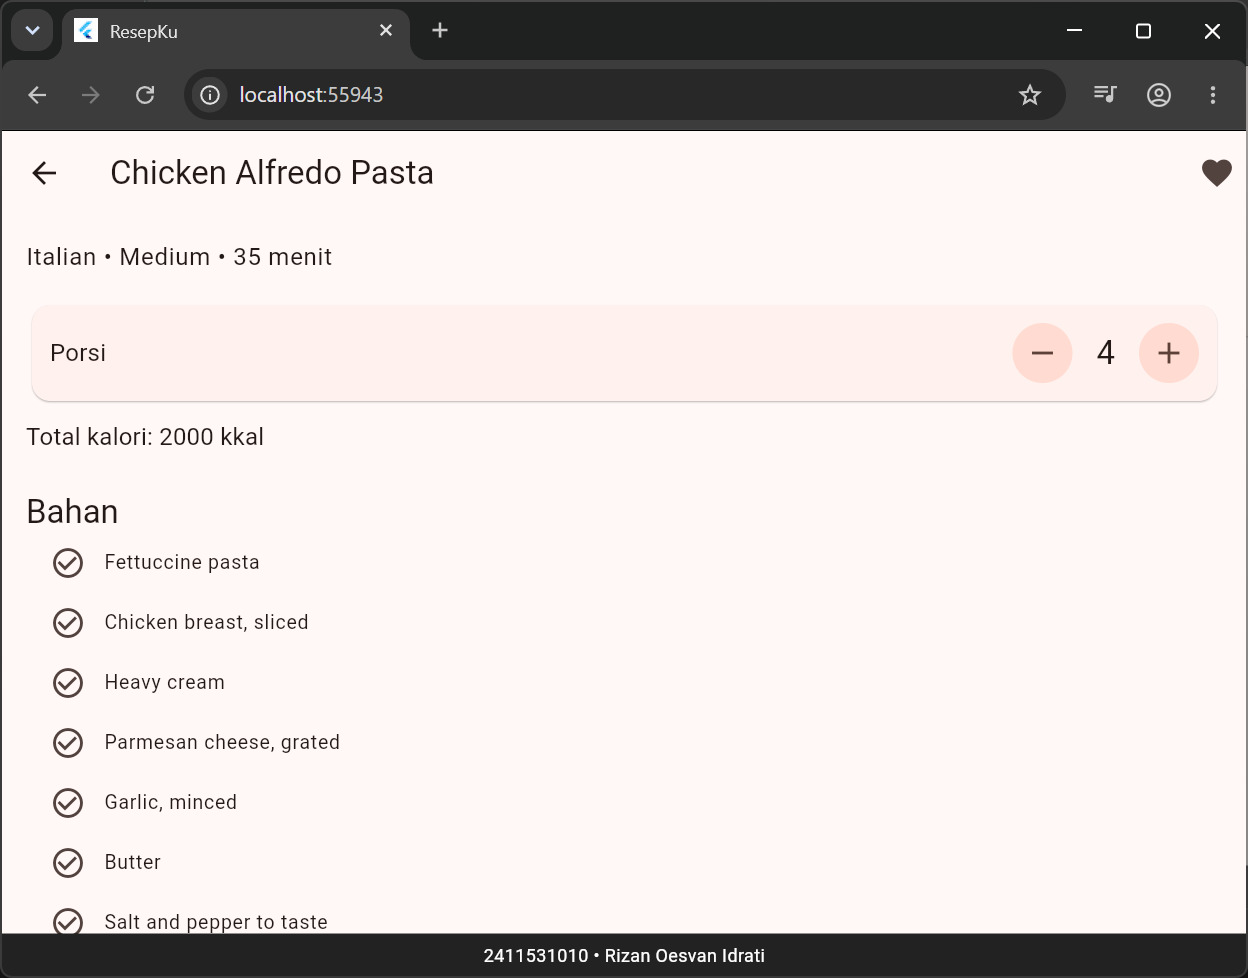 ResepKu
localhost:55943
Chicken Alfredo Pasta
Italian • Medium • 35 menit
Porsi
4
Total kalori: 2000 kkal
Bahan
Fettuccine pasta
Chicken breast, sliced
Heavy cream
Parmesan cheese, grated
Garlic, minced
Butter
Salt and pepper to taste
2411531010 • Rizan Oesvan Idrati